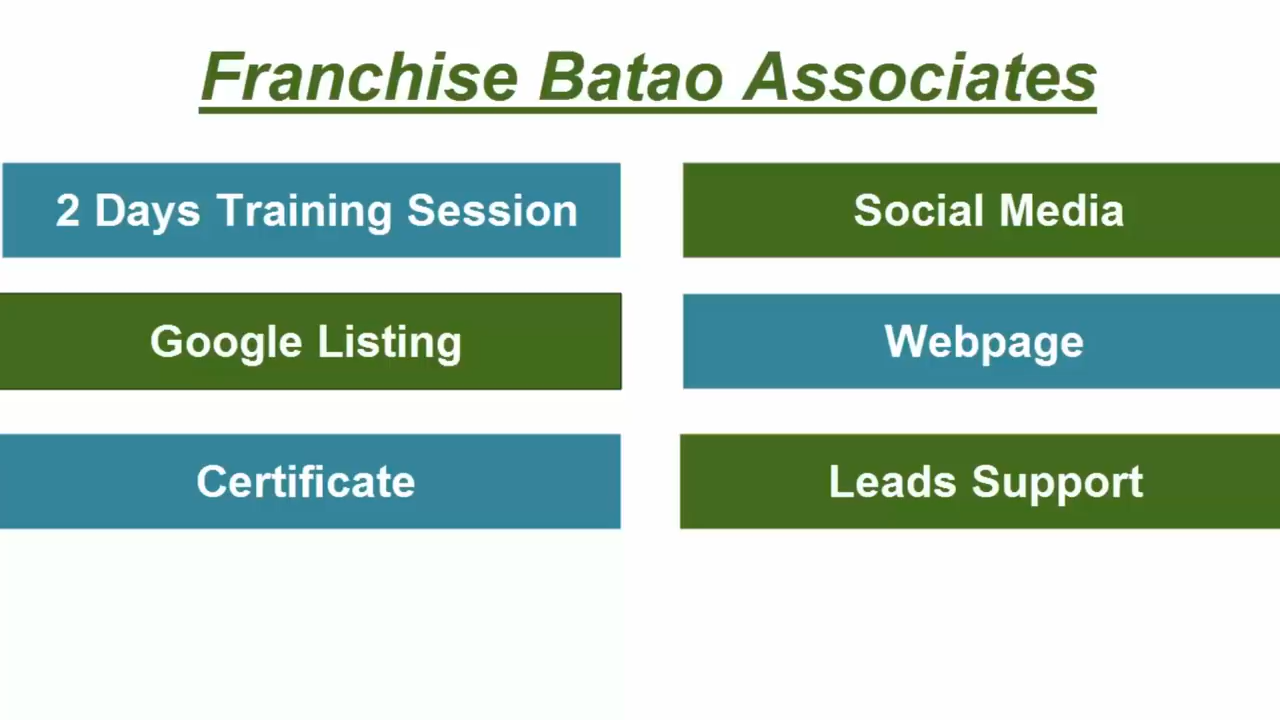 Franchise Batao Associates
2 Days Training Session
Social Media
Google Listing
Webpage
Certificate
Leads Support